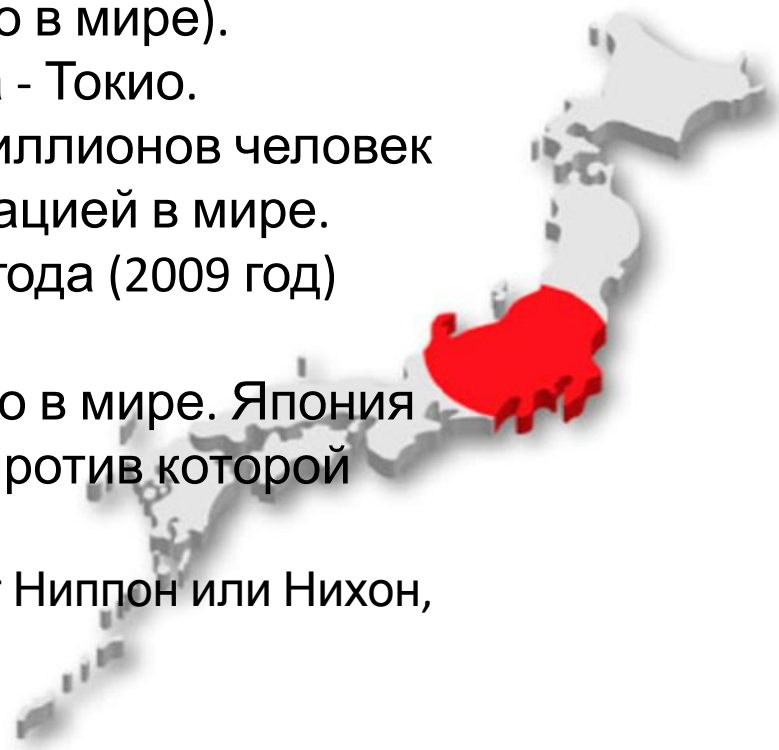 о в мире).
а - Токио.
иллионов человек
ацией в мире.
года (2009 год)
о в мире. Япония
ротив которой
т Ниппон или Нихон,